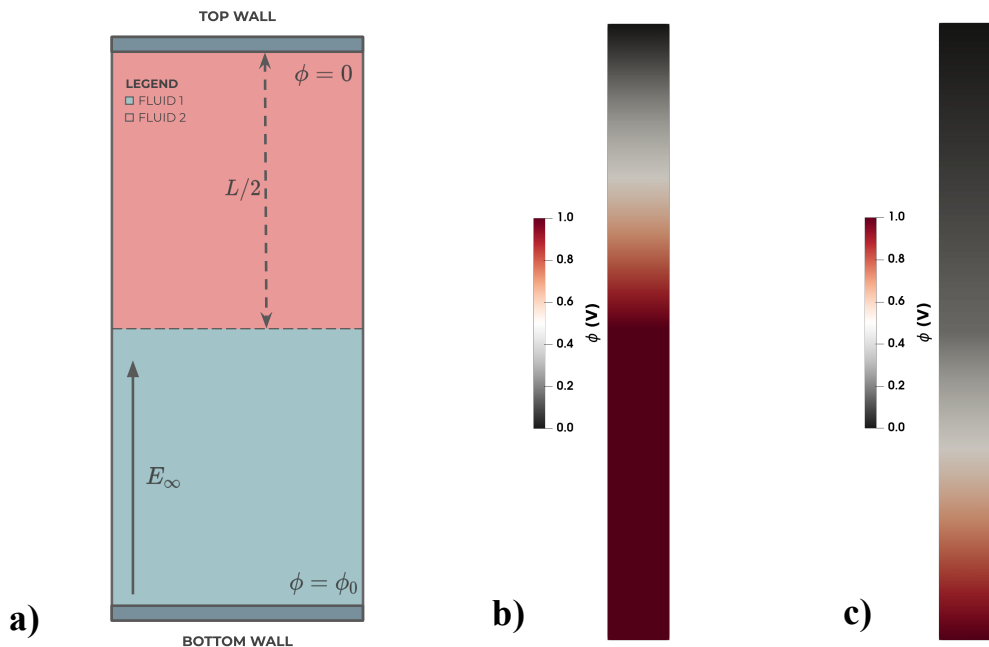 TOP WALL
ϕ = 0
LEGEND
FLUID 1
FLUID 2
L/2
E∞
ϕ = ϕ0
BOTTOM WALL
a)
1.0
0.8
0.6
0.4
0.2
0.0
ϕ (V)
b)
1.0
0.8
0.6
0.4
0.2
0.0
ϕ (V)
c)